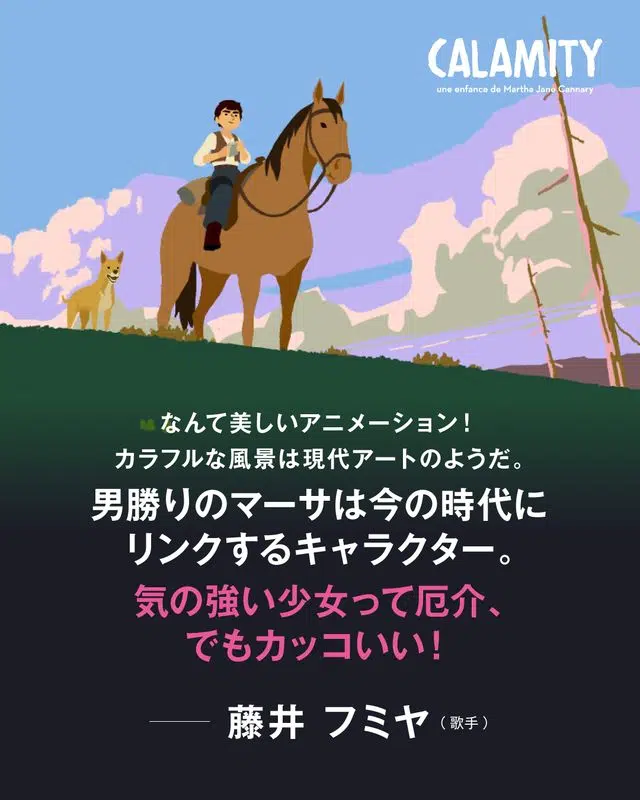 CALAMITY
une enfance de Martha Jane Cannary
なんて美しいアニメーション！
カラフルな風景は現代アートのようだ。
男勝りのマーサは今の時代に
リンクするキャラクター。
気の強い少女って厄介、
でもカッコいい！
藤井 フミヤ（歌手）